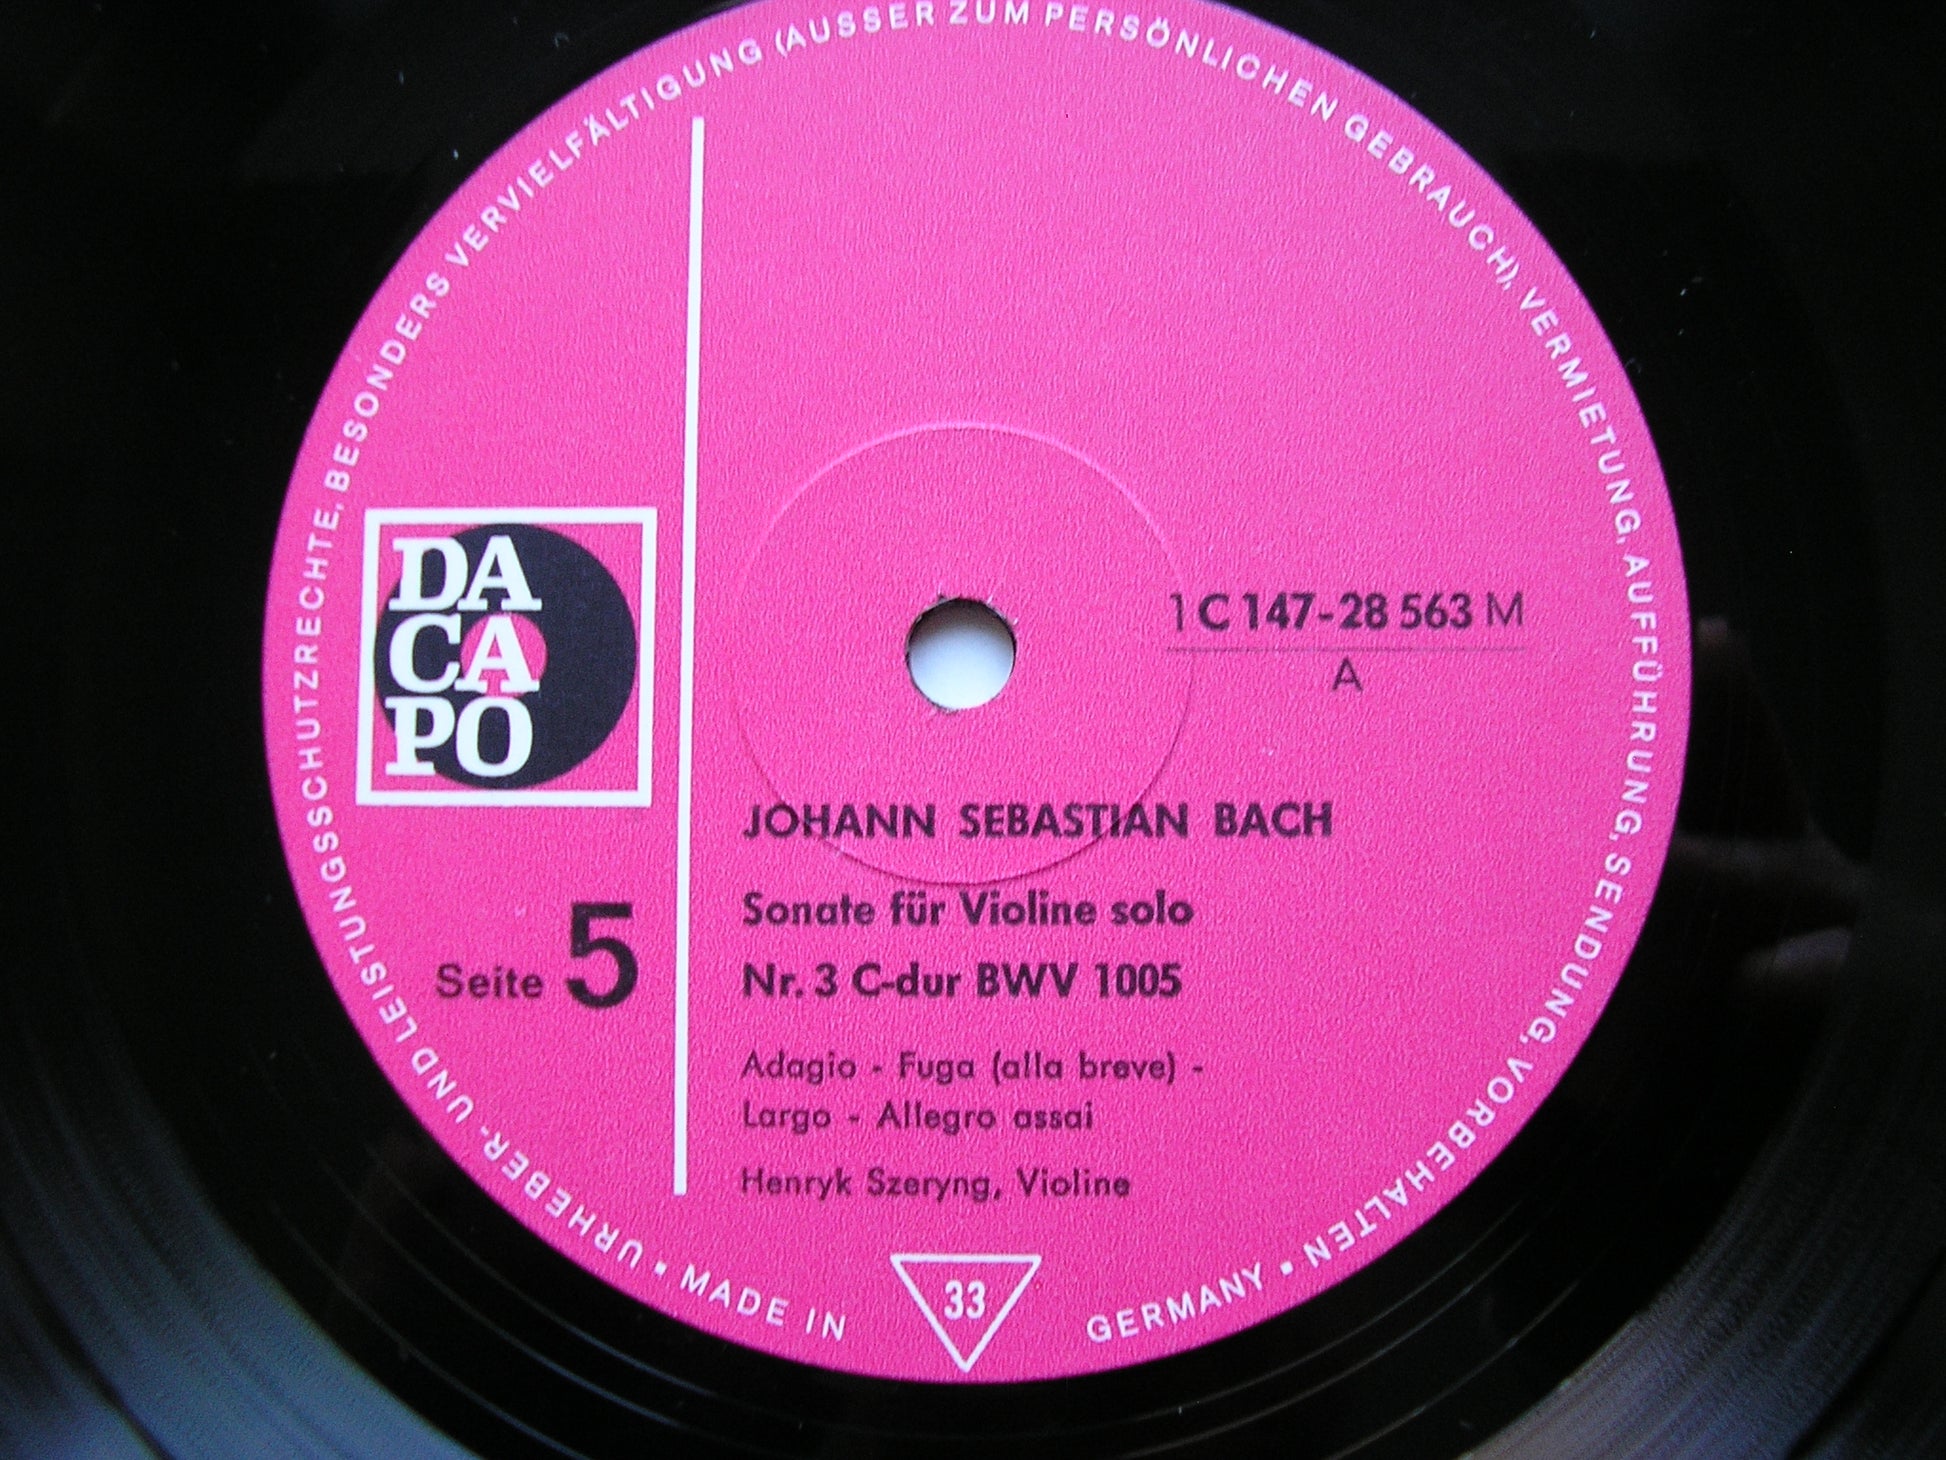 URHEBER- UND LEISTUNGSSCHUTZRECHTE, BESONDERS VERVIELFÄLTIGUNG (AUSSER ZUM PERSÖNLICHEN GEBRAUCH), VERMIETUNG, AUFFÜHRUNG, SENDUNG, VORBEHALTEN ▪
DA
CA
PO
1 C 147-28 563 M
A
Seite 5
JOHANN SEBASTIAN BACH
Sonate für Violine solo
Nr. 3 C-dur BWV 1005
Adagio - Fuga (alla breve) -
Largo - Allegro assai
Henryk Szeryng, Violine
33
▪ MADE IN GERMANY